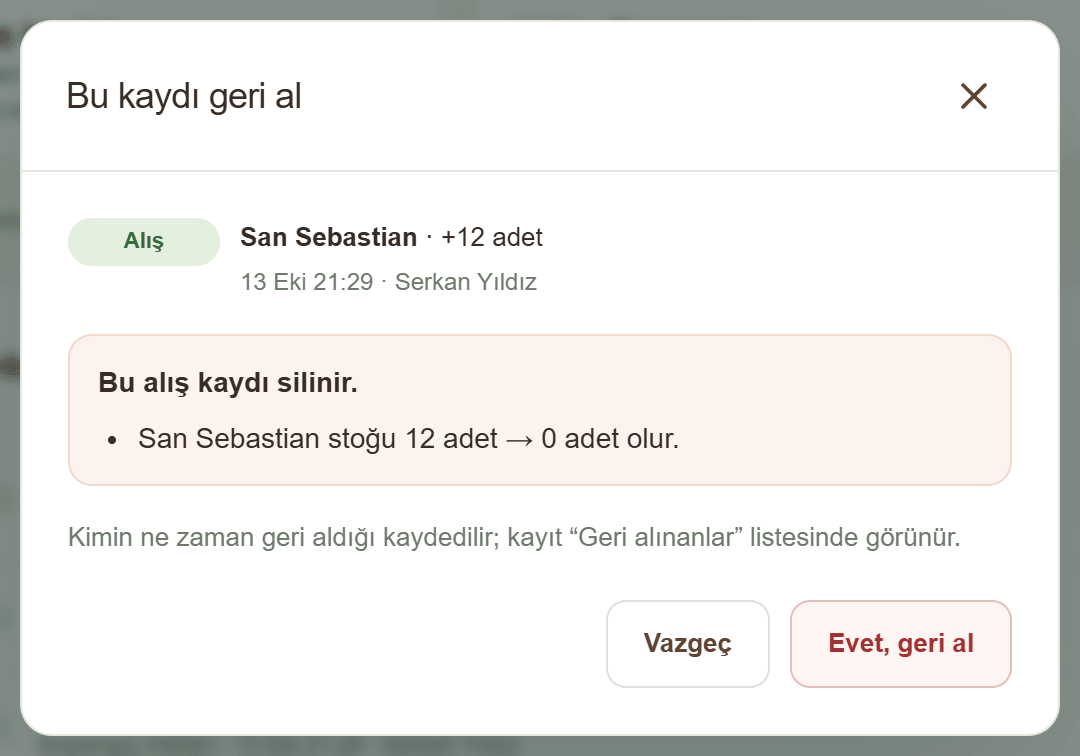 Bu kaydı geri al
Alış
San Sebastian · +12 adet
13 Eki 21:29 · Serkan Yıldız
Bu alış kaydı silinir.
• San Sebastian stoğu 12 adet → 0 adet olur.
Kimin ne zaman geri aldığı kaydedilir; kayıt “Geri alınanlar” listesinde görünür.
Vazgeç
Evet, geri al